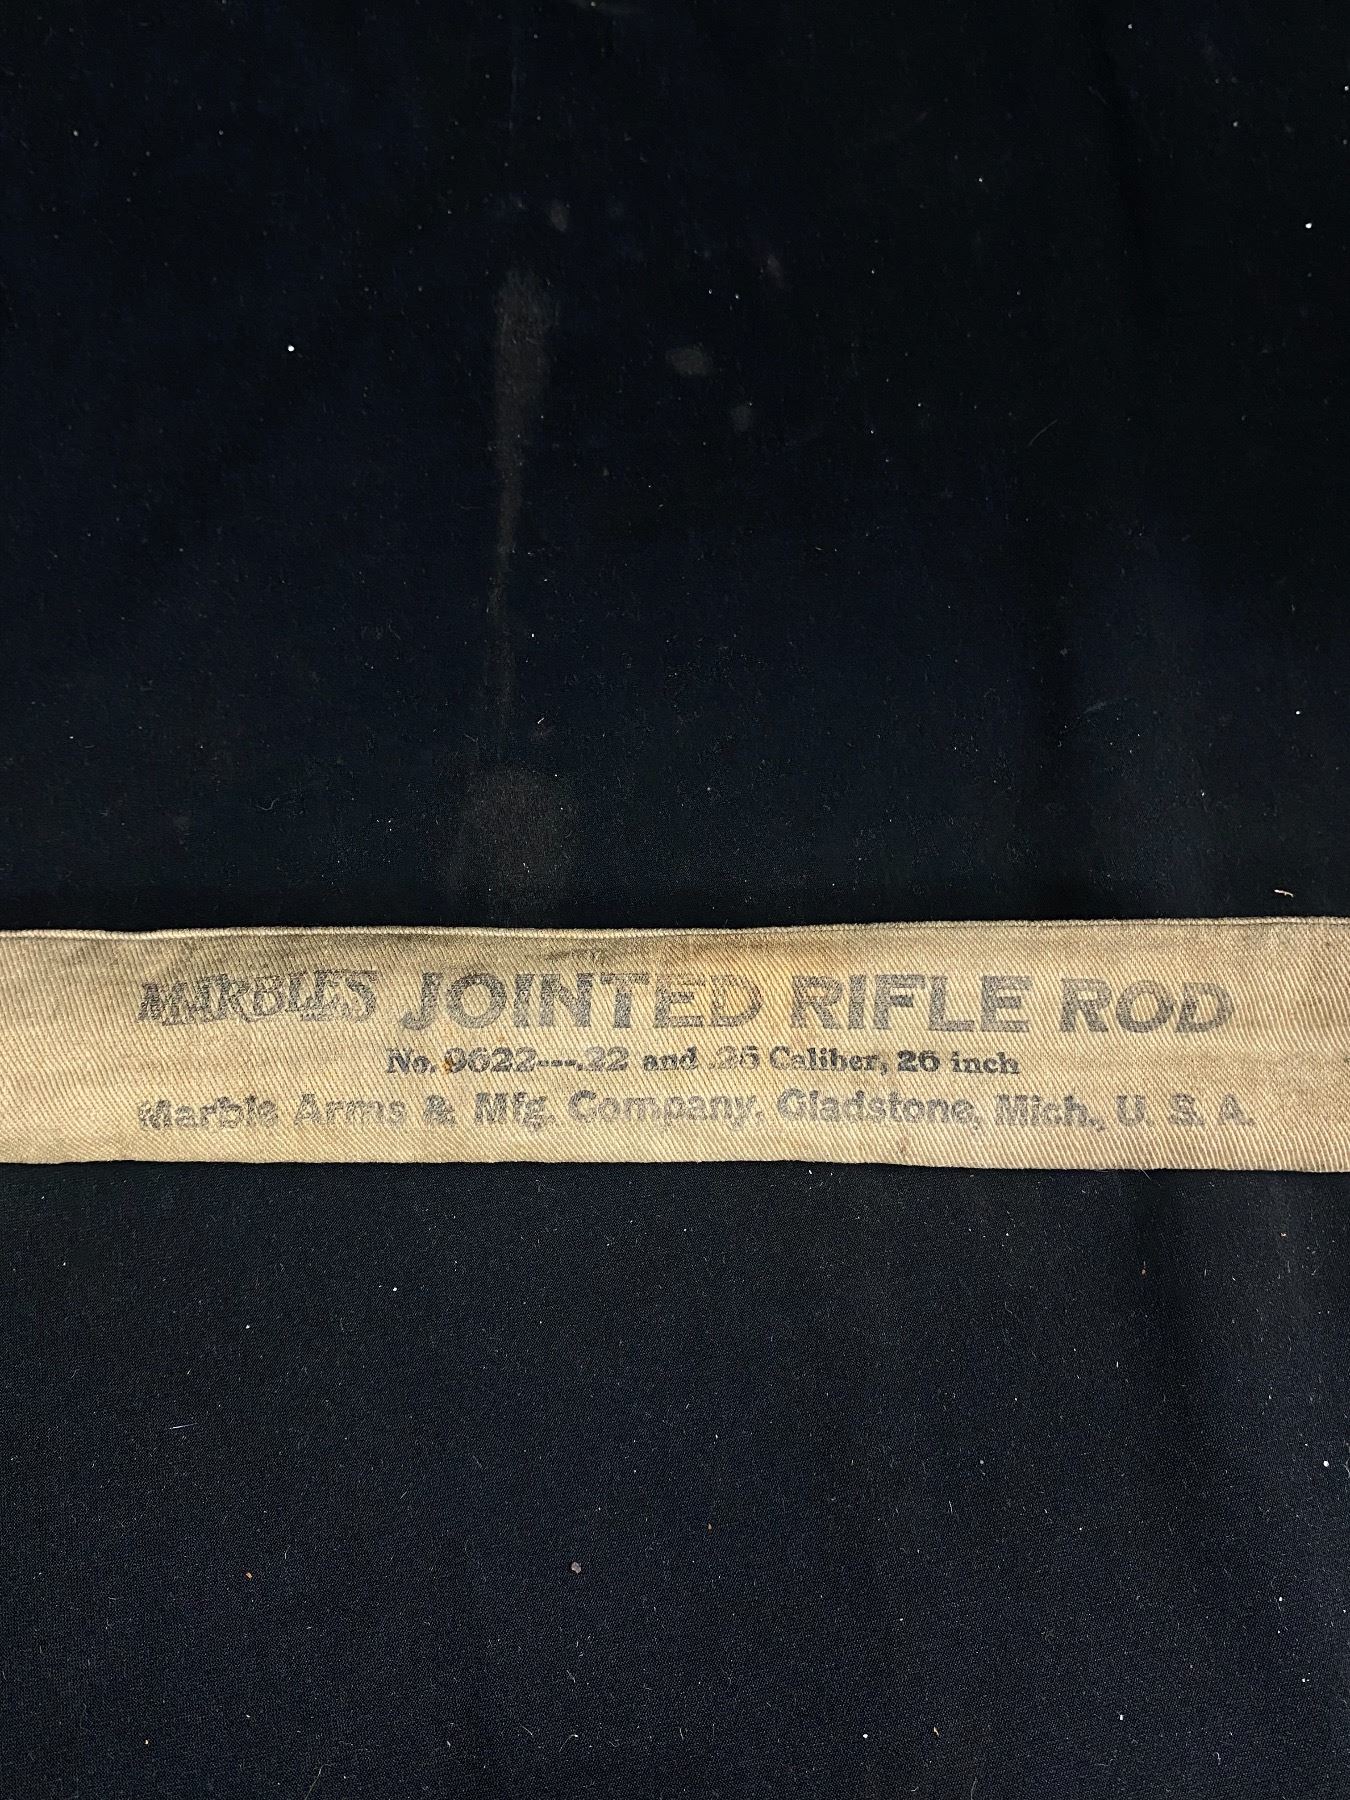 MARBLES JOINTED RIFLE ROD
No. 9622---.22 and .25 Caliber, 26 inch
Marble Arms & Mfg. Company, Gladstone, Mich., U. S. A.